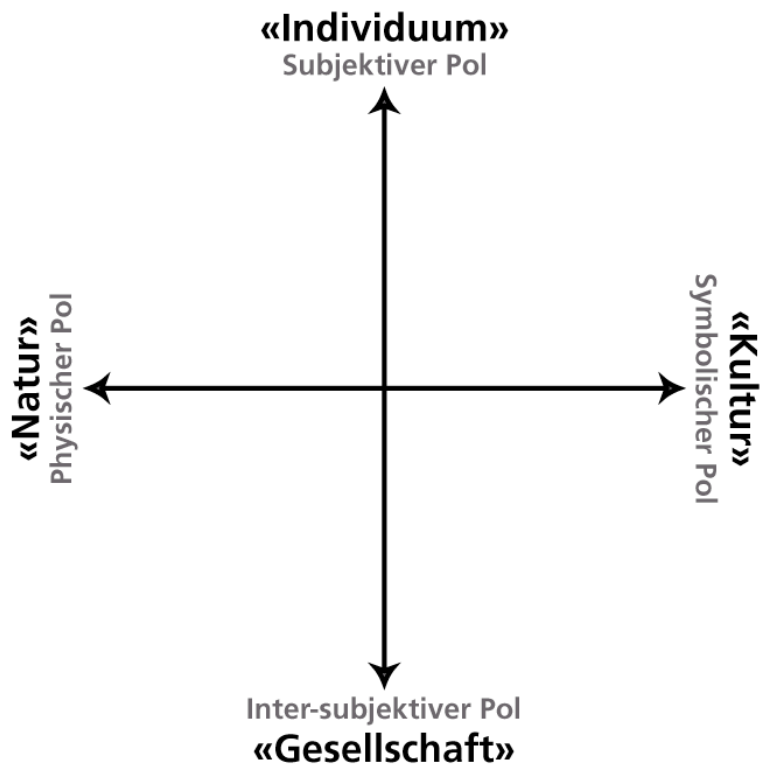 «Individuum»
Subjektiver Pol
«Natur»
Physischer Pol
Symbolischer Pol
«Kultur»
Inter-subjektiver Pol
«Gesellschaft»